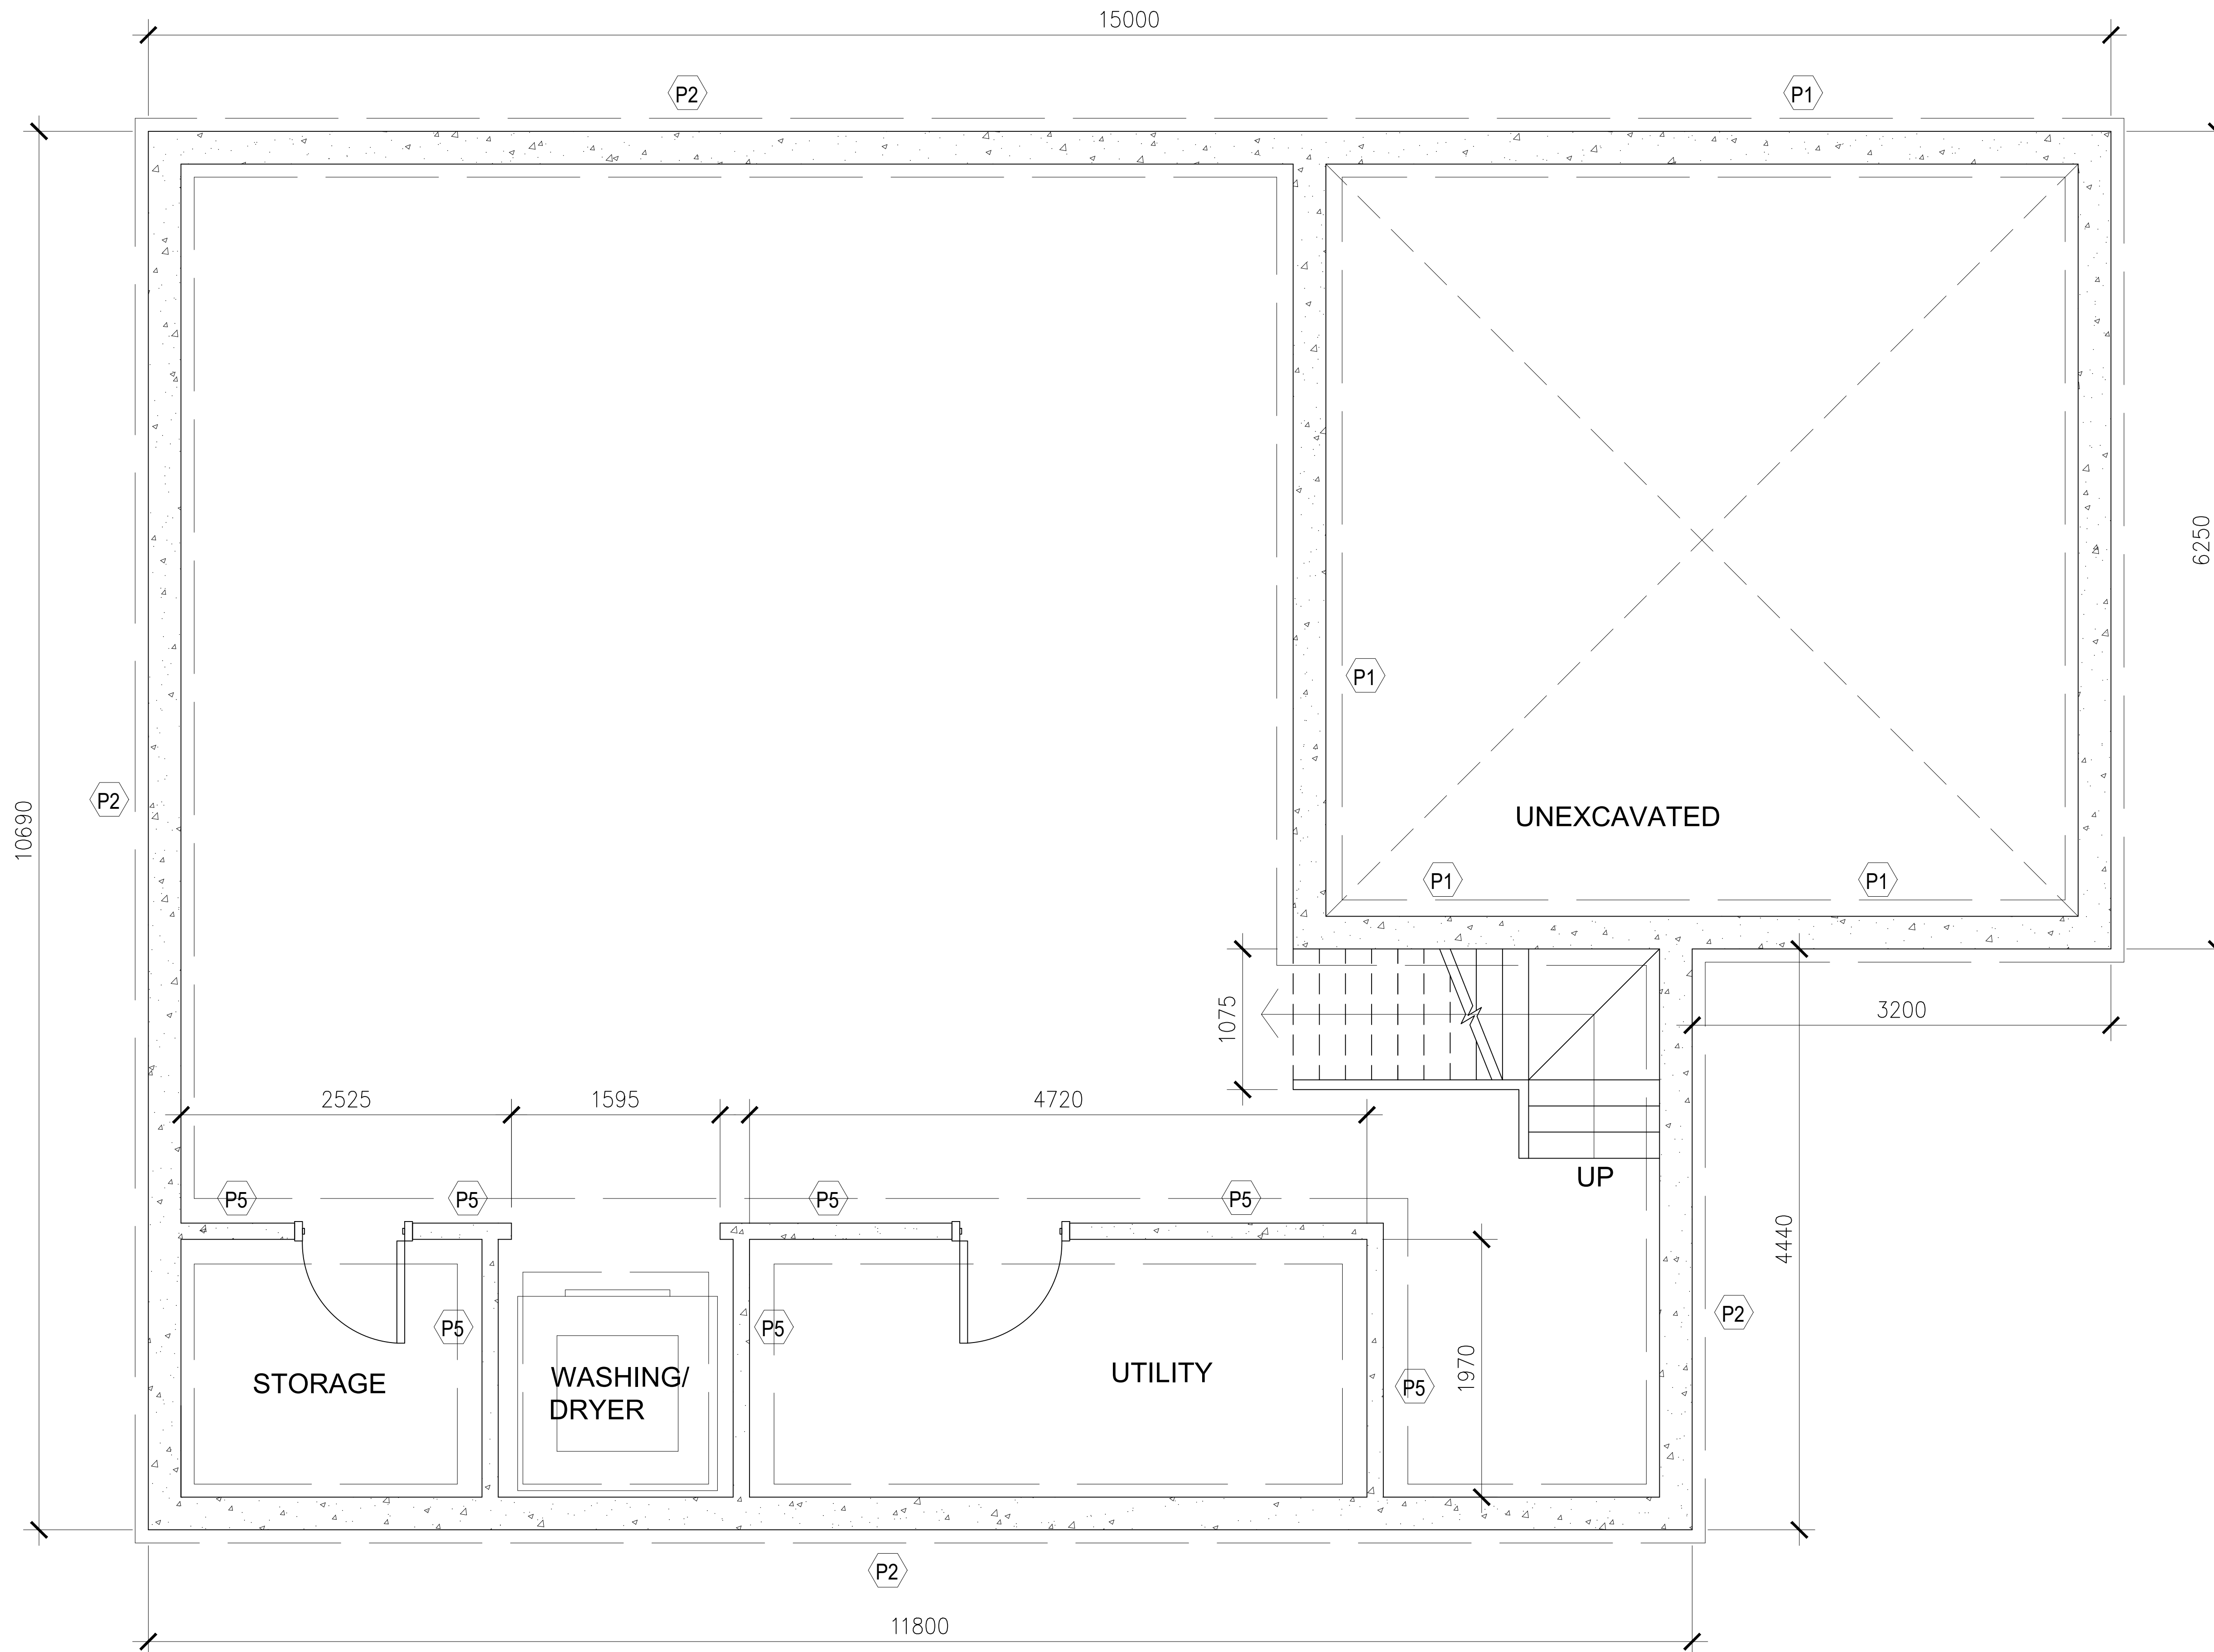 15000
P2
P1
10690
6250
P1
P2
UNEXCAVATED
P1
P1
1075
3200
2525
1595
4720
UP
P5
P5
P5
P5
4440
P5
P5
P2
1970
STORAGE
WASHING/
DRYER
UTILITY
P5
P2
11800